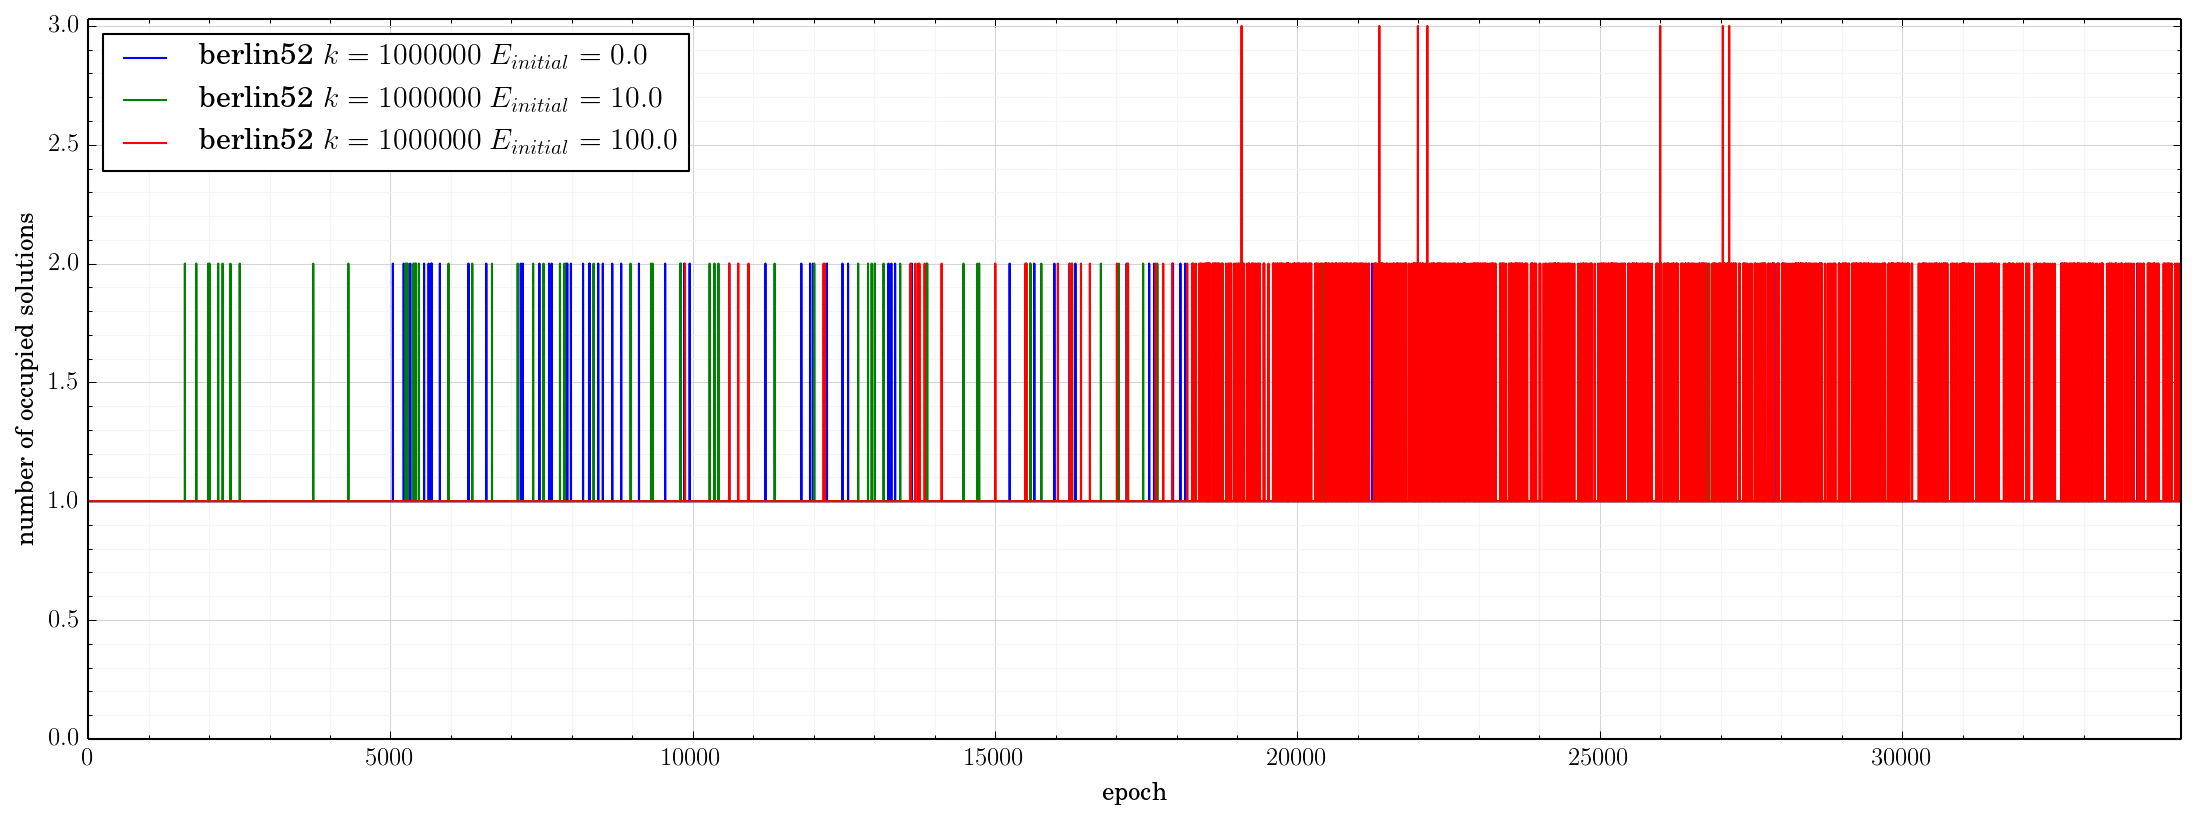 3.0
berlin52 k = 1000000 E_initial = 0.0
berlin52 k = 1000000 E_initial = 10.0
berlin52 k = 1000000 E_initial = 100.0
2.5
2.0
1.5
1.0
0.5
0.0
number of occupied solutions
0 5000 10000 15000 20000 25000 30000
epoch